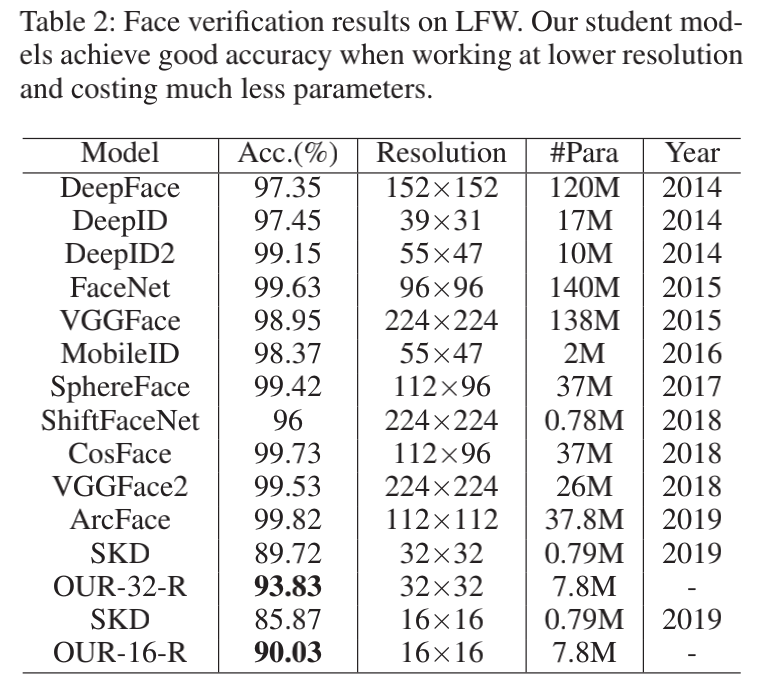 Table 2: Face verification results on LFW. Our student mod-
els achieve good accuracy when working at lower resolution
and costing much less parameters.
Model Acc.(%) Resolution #Para Year
DeepFace 97.35 152×152 120M 2014
DeepID 97.45 39×31 17M 2014
DeepID2 99.15 55×47 10M 2014
FaceNet 99.63 96×96 140M 2015
VGGFace 98.95 224×224 138M 2015
MobileID 98.37 55×47 2M 2016
SphereFace 99.42 112×96 37M 2017
ShiftFaceNet 96 224×224 0.78M 2018
CosFace 99.73 112×96 37M 2018
VGGFace2 99.53 224×224 26M 2018
ArcFace 99.82 112×112 37.8M 2019
SKD 89.72 32×32 0.79M 2019
OUR-32-R 93.83 32×32 7.8M -
SKD 85.87 16×16 0.79M 2019
OUR-16-R 90.03 16×16 7.8M -